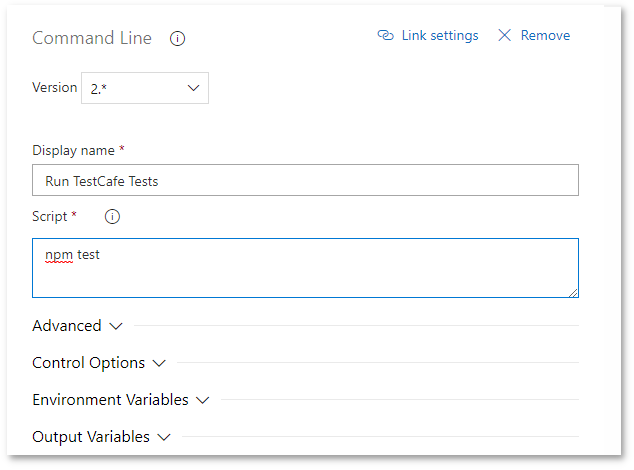 Command Line Link settings Remove
Version 2.*
Display name *
Run TestCafe Tests
Script *
npm test
Advanced
Control Options
Environment Variables
Output Variables